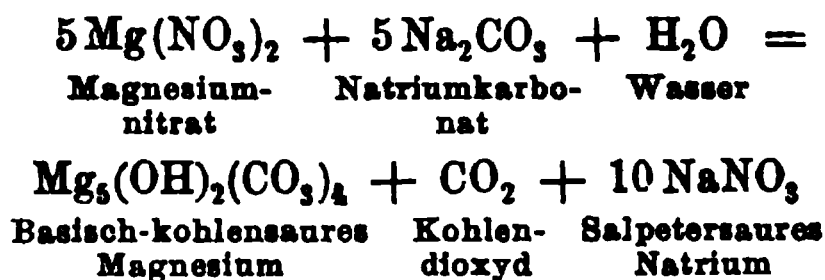 5 Mg(NO₃)₂ + 5 Na₂CO₃ + H₂O =
Magnesium- Natriumkarbo- Wasser
nitrat nat
Mg₅(OH)₂(CO₃)₄ + CO₂ + 10 NaNO₃
Basisch-kohlensaures Kohlen- Salpetersaures
Magnesium dioxyd Natrium